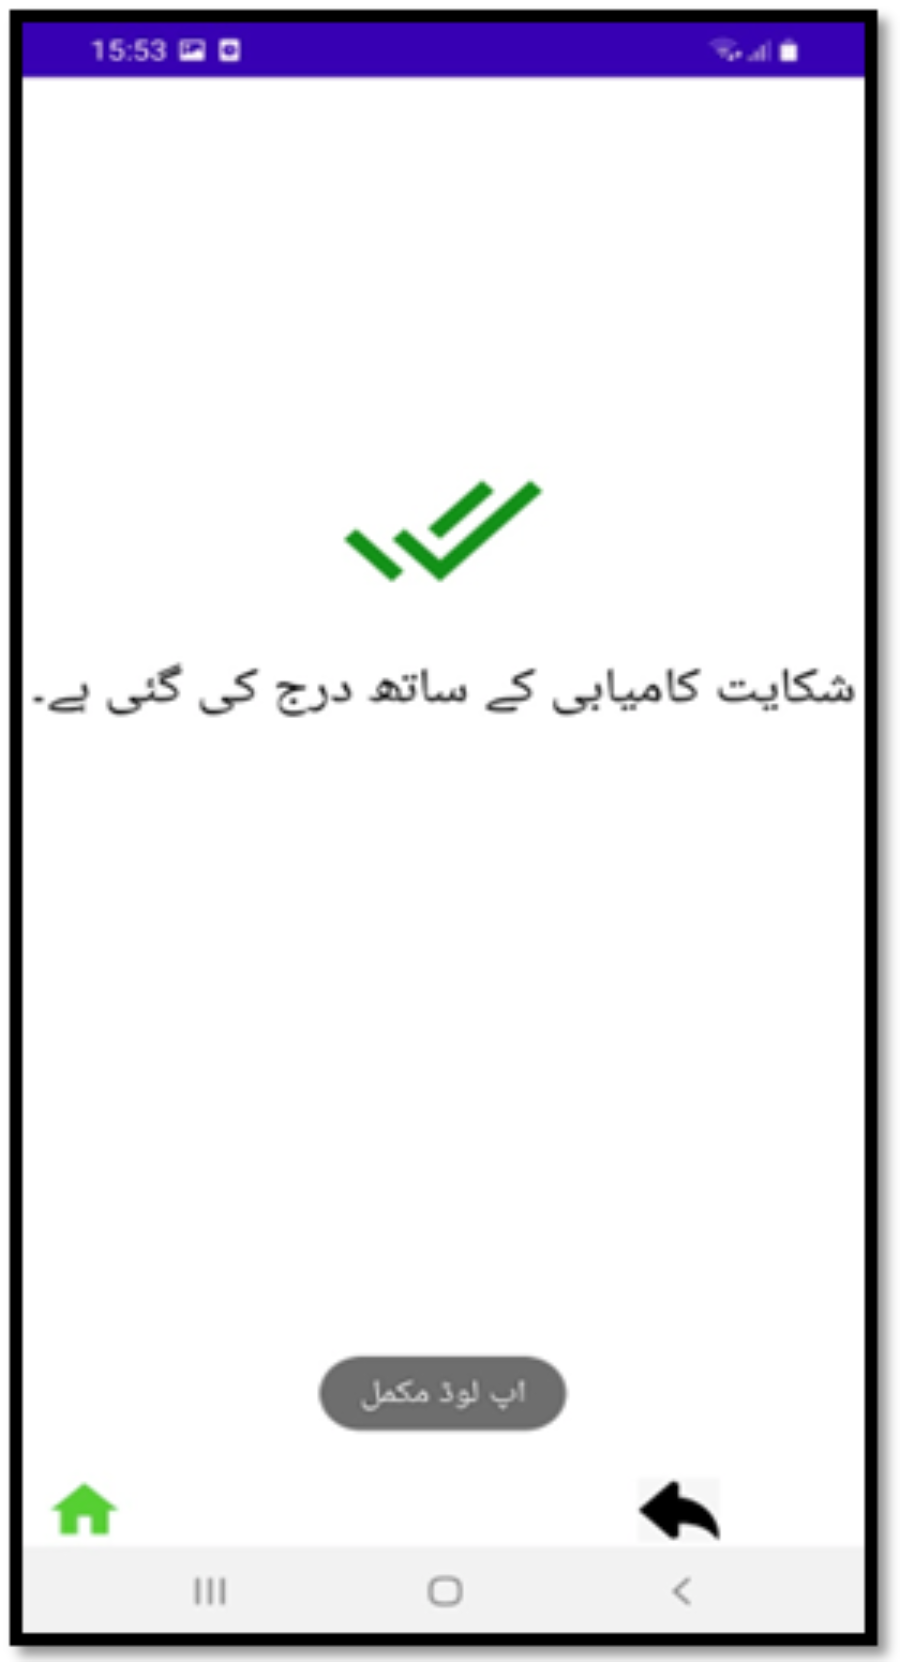 15:53
شکایت کامیابی کے ساتھ درج کی گئی ہے۔
اپ لوڈ مکمل